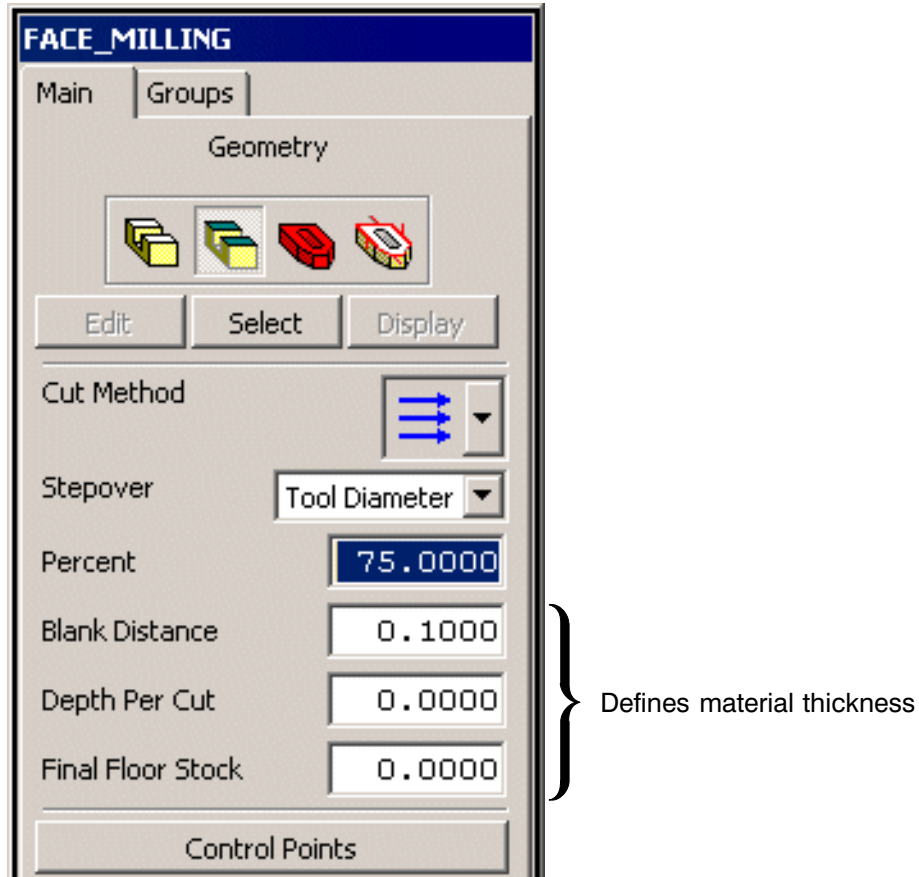 FACE_MILLING
Main Groups
Geometry
Edit Select Display
Cut Method
Stepover Tool Diameter
Percent 75.0000
Blank Distance 0.1000
Depth Per Cut 0.0000
Defines material thickness
Final Floor Stock 0.0000
Control Points